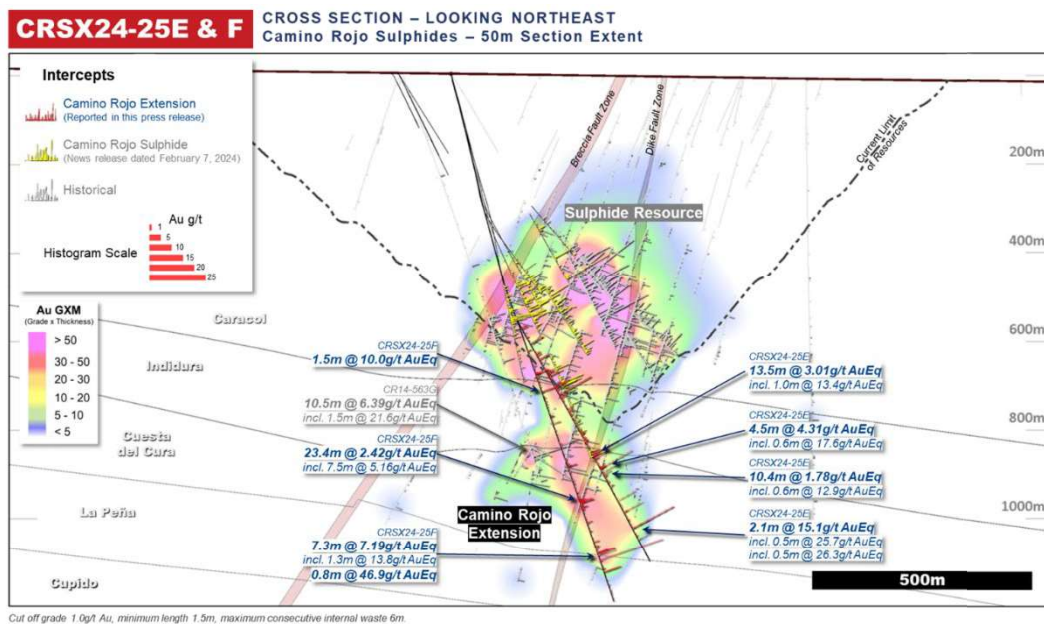 CRSX24-25E & F
CROSS SECTION – LOOKING NORTHEAST
Camino Rojo Sulphides – 50m Section Extent
Intercepts
Camino Rojo Extension
(Reported in this press release)
Camino Rojo Sulphide
(News release dated February 7, 2024)
Historical
Au g/t
1
5
10
15
20
25
Histogram Scale
Au GXM
(Grade x Thickness)
> 50
30 - 50
20 - 30
10 - 20
5 - 10
< 5
Breccia Fault Zone
Dike Fault Zone
Current Limit
of Resources
200m
400m
600m
800m
1000m
Sulphide Resource
Caracol
Indidura
Cuesta
del Cura
La Peña
Cupido
CRSX24-25F
1.5m @ 10.0g/t AuEq
CR14-563G
10.5m @ 6.39g/t AuEq
incl. 1.5m @ 21.6g/t AuEq
CRSX24-25F
23.4m @ 2.42g/t AuEq
incl. 7.5m @ 5.16g/t AuEq
Camino Rojo
Extension
CRSX24-25F
7.3m @ 7.19g/t AuEq
incl. 1.3m @ 13.8g/t AuEq
0.8m @ 46.9g/t AuEq
CRSX24-25E
13.5m @ 3.01g/t AuEq
incl. 1.0m @ 13.4g/t AuEq
CRSX24-25E
4.5m @ 4.31g/t AuEq
incl. 0.6m @ 17.6g/t AuEq
CRSX24-25E
10.4m @ 1.78g/t AuEq
incl. 0.6m @ 12.9g/t AuEq
CRSX24-25E
2.1m @ 15.1g/t AuEq
incl. 0.5m @ 25.7g/t AuEq
incl. 0.5m @ 26.3g/t AuEq
500m
Cut off grade 1.0g/t Au, minimum length 1.5m, maximum consecutive internal waste 6m.